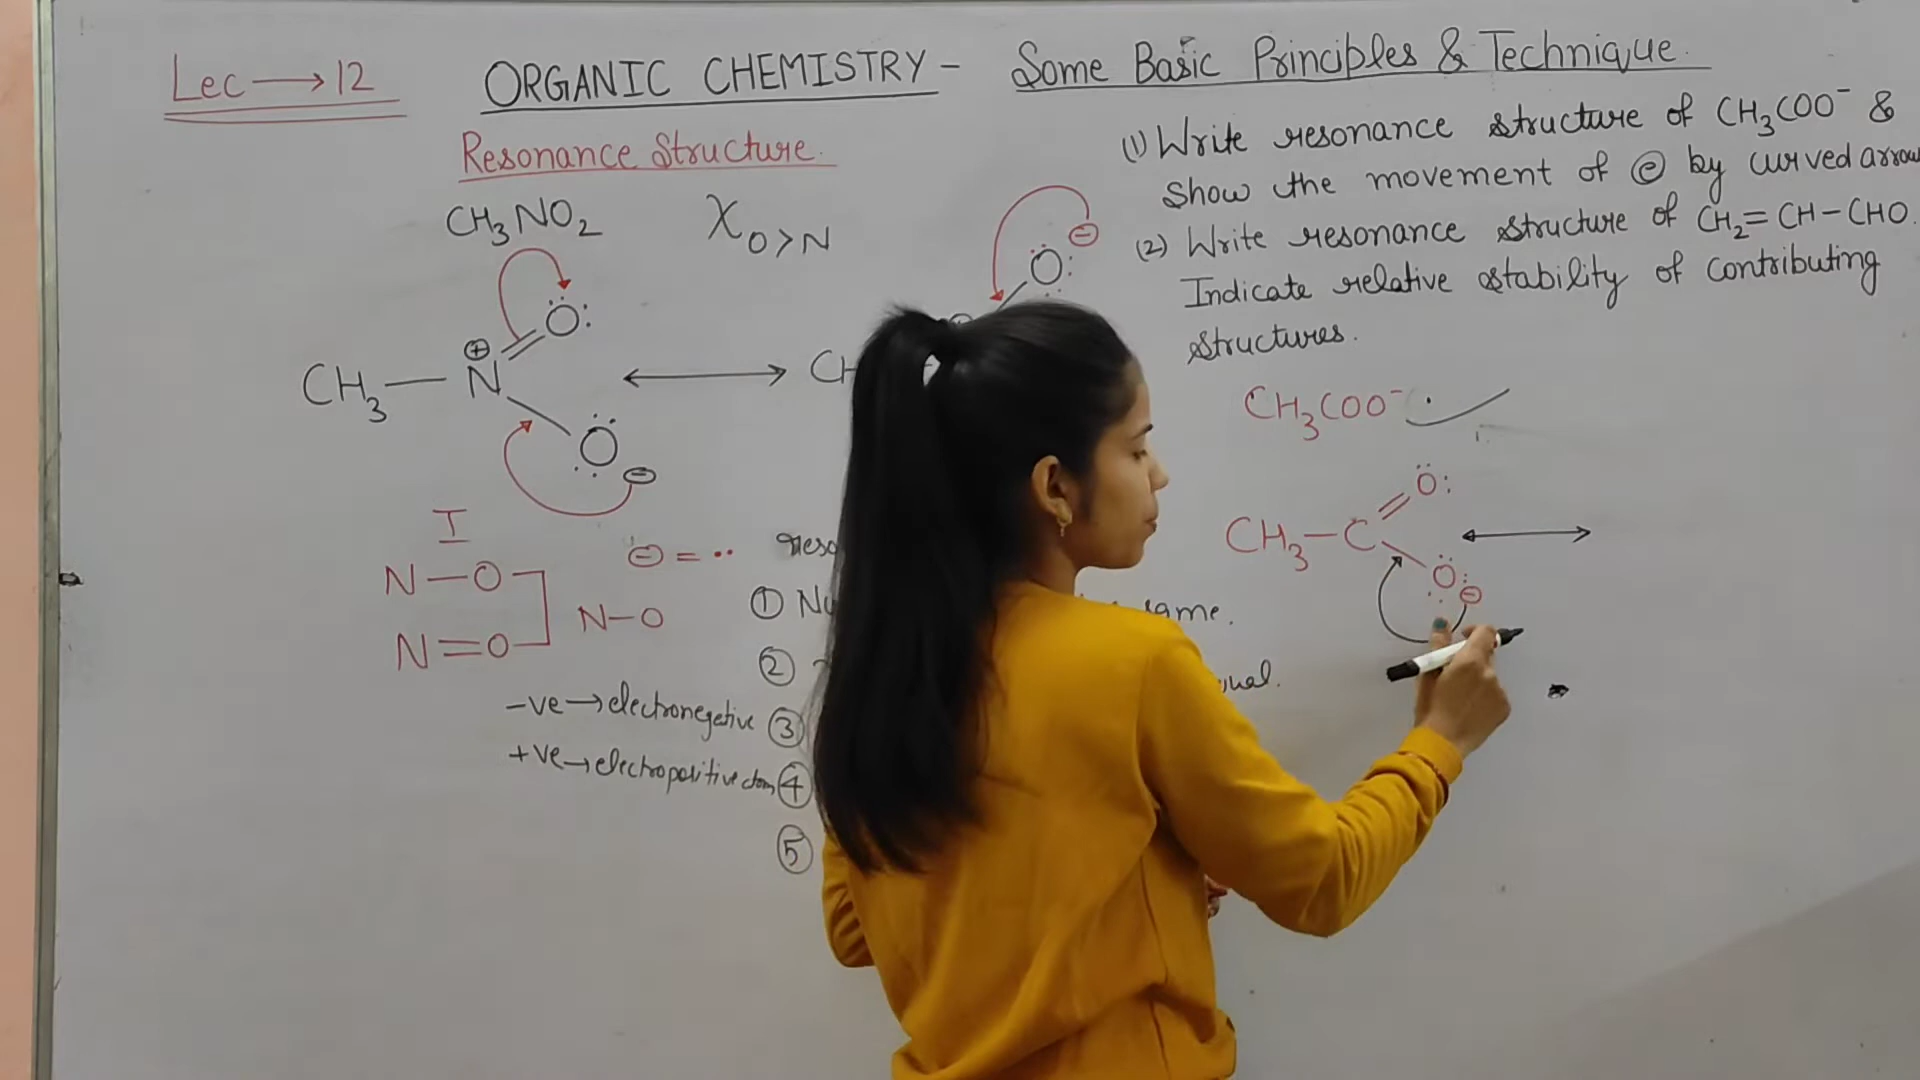 Lec → 12
ORGANIC CHEMISTRY - Some Basic Principles & Technique.
Resonance Structure.
(1) Write resonance structure of CH₃COO⁻ &
Show the movement of ⓔ by curved arrow
(2) Write resonance structure of CH₂=CH-CHO.
Indicate relative stability of contributing
structures.
CH₃NO₂
χ O>N
CH₃—N⊕ =Ö: —Ö ⊖ ⟷ CH
Ö: ⊖
I
N—O
N=O
N-O
⊖ = ··
①
same.
②
-ve → electronegative ③
+ve → electropositive ④
⑤
CH₃COO⁻
CH₃—C =Ö: —Ö: ⊖ ⟷